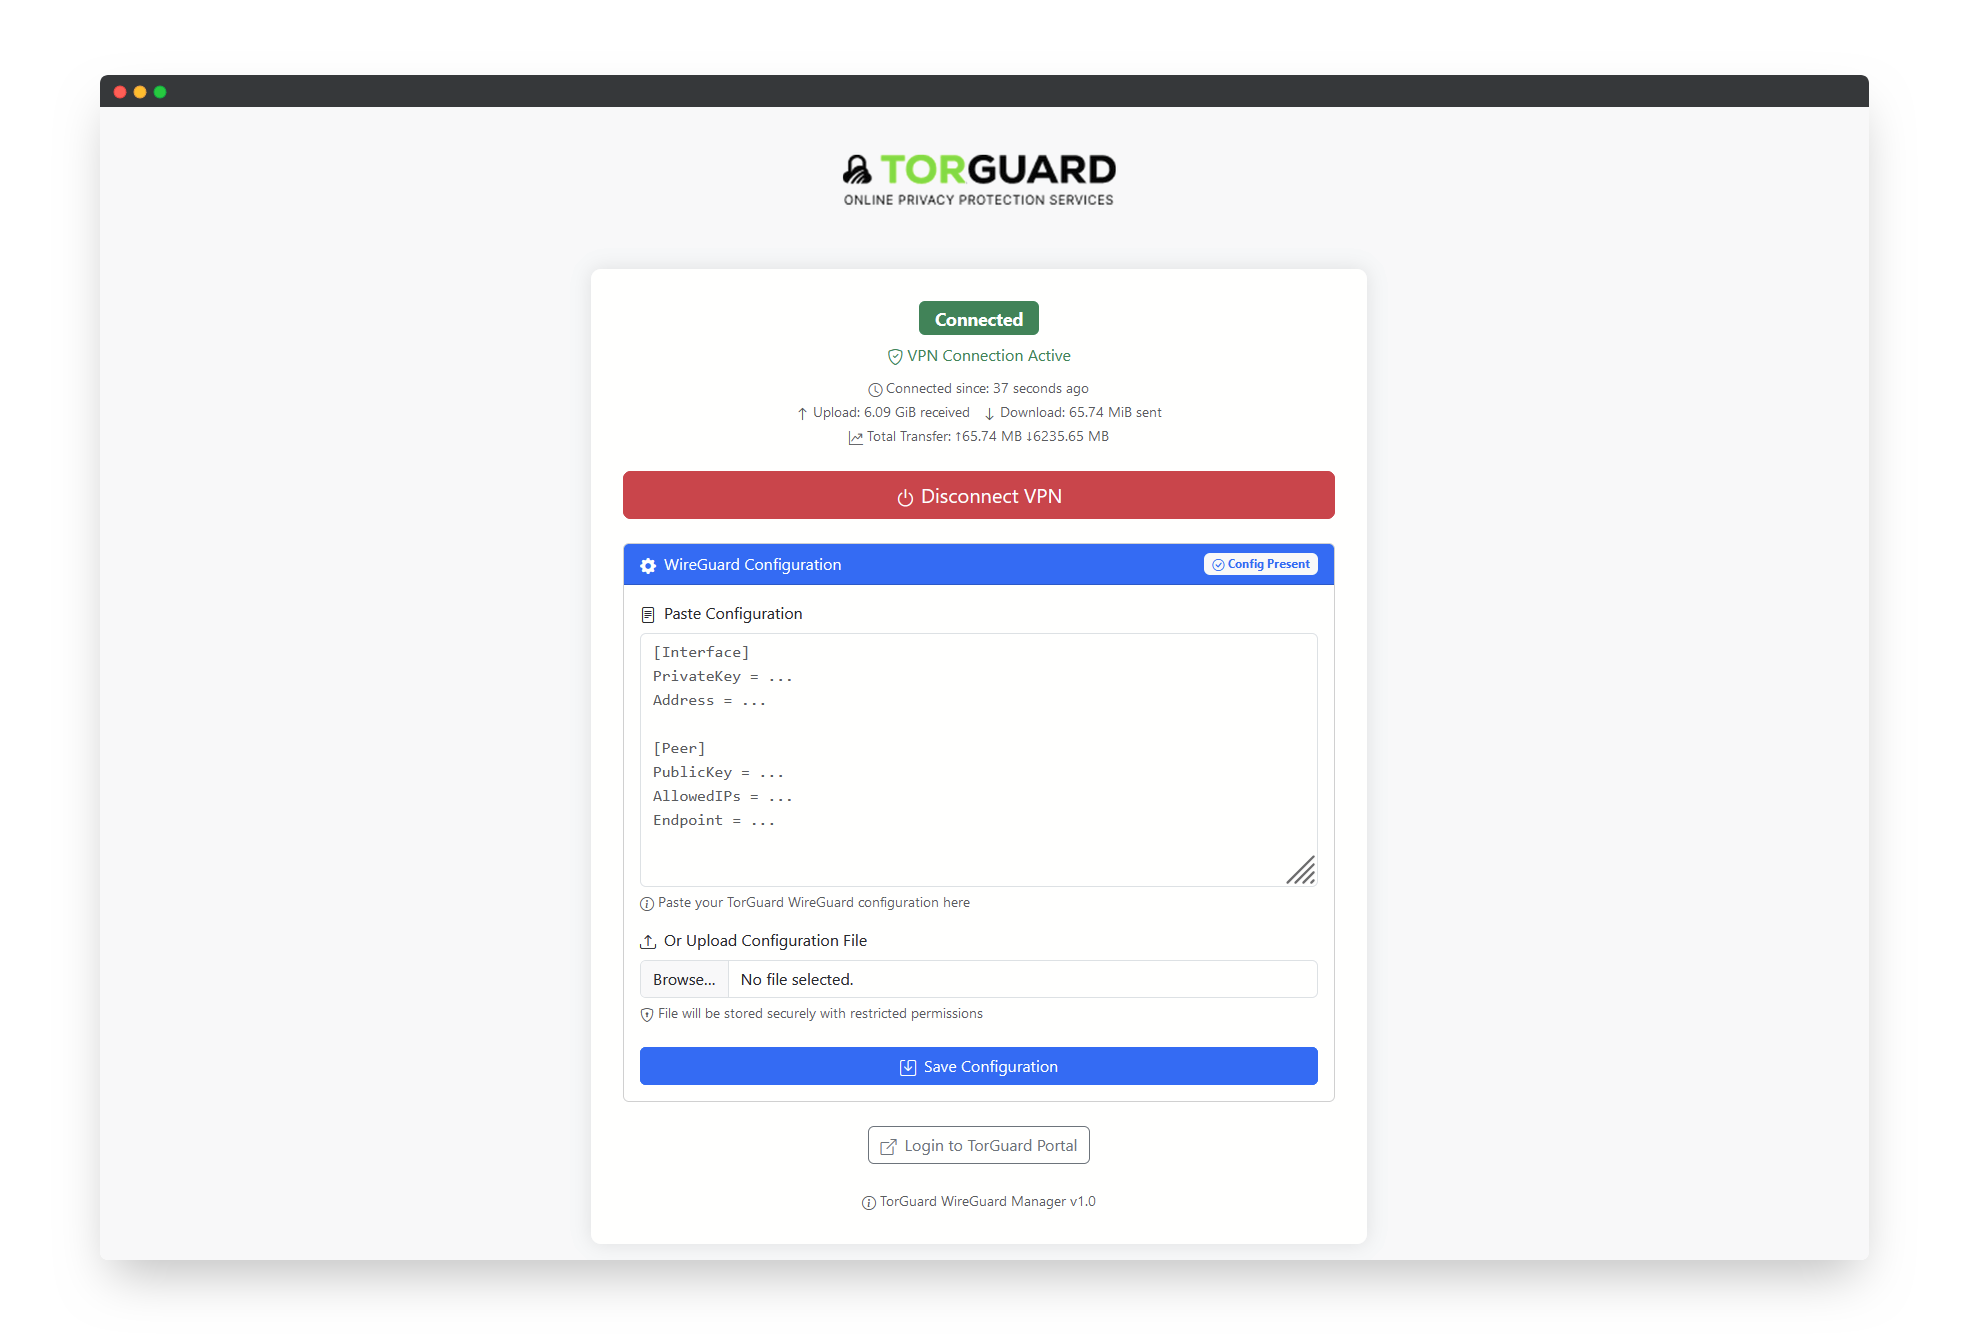 TORGUARD
ONLINE PRIVACY PROTECTION SERVICES
Connected
VPN Connection Active
Connected since: 37 seconds ago
↑ Upload: 6.09 GiB received ↓ Download: 65.74 MiB sent
Total Transfer: ↑65.74 MB ↓6235.65 MB
Disconnect VPN
WireGuard Configuration Config Present
Paste Configuration
[Interface]
PrivateKey = ...
Address = ...
[Peer]
PublicKey = ...
AllowedIPs = ...
Endpoint = ...
Paste your TorGuard WireGuard configuration here
Or Upload Configuration File
Browse... No file selected.
File will be stored securely with restricted permissions
Save Configuration
Login to TorGuard Portal
TorGuard WireGuard Manager v1.0